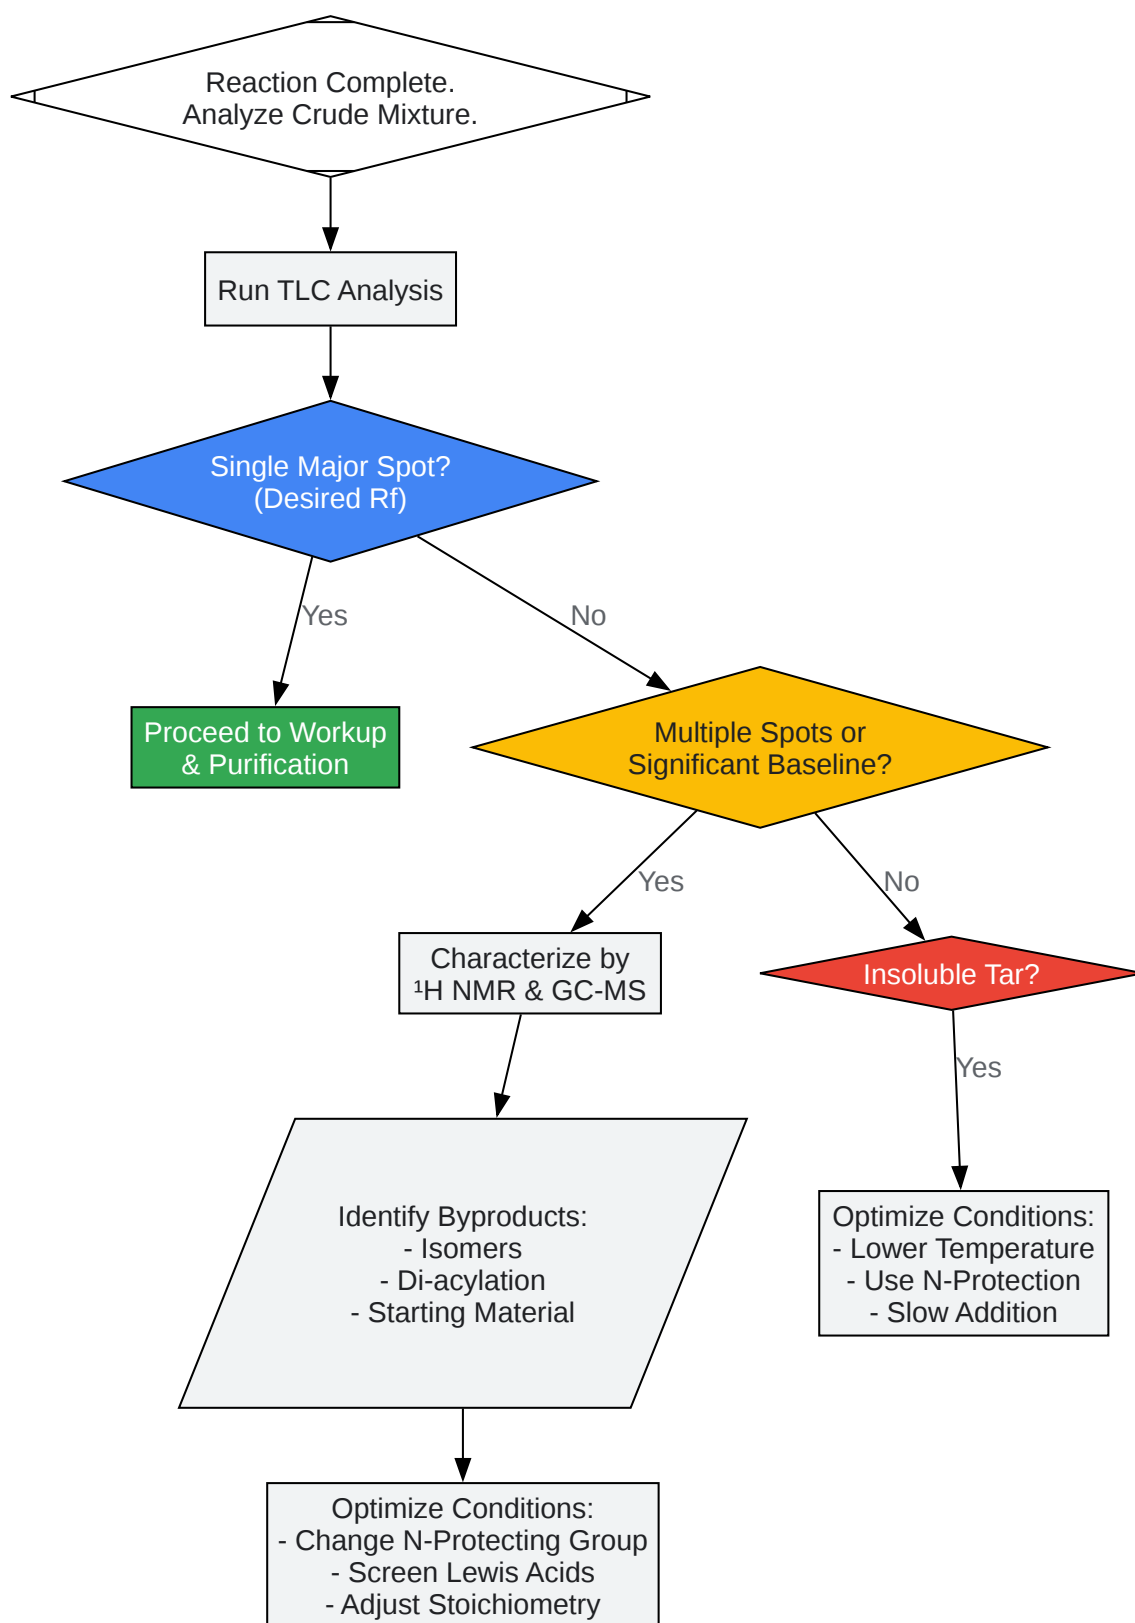 Reaction Complete.
Analyze Crude Mixture.
Run TLC Analysis
Single Major Spot?
(Desired Rf)
Yes
No
Proceed to Workup
& Purification
Multiple Spots or
Significant Baseline?
Yes
No
Characterize by
¹H NMR & GC-MS
Insoluble Tar?
Yes
Identify Byproducts:
- Isomers
- Di-acylation
- Starting Material
Optimize Conditions:
- Lower Temperature
- Use N-Protection
- Slow Addition
Optimize Conditions:
- Change N-Protecting Group
- Screen Lewis Acids
- Adjust Stoichiometry